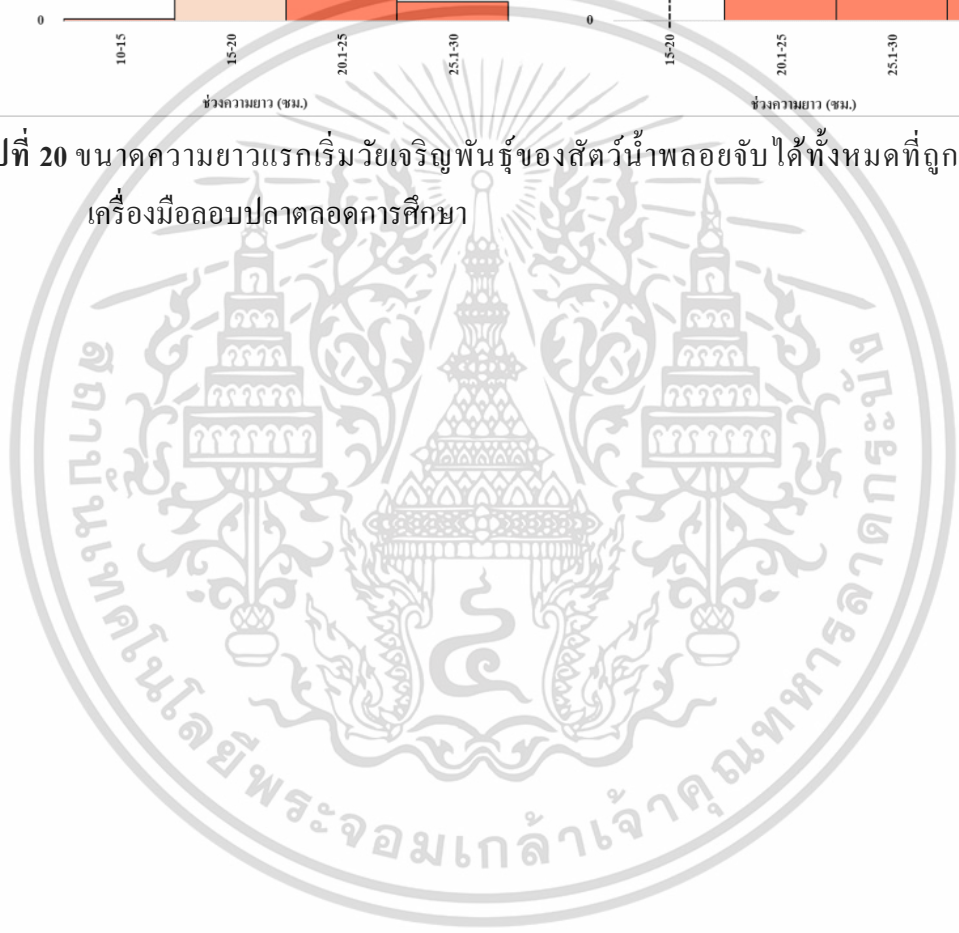 0
10-15
15-20
20.1-25
25.1-30
ช่วงความยาว (ซม.)
0
15-20
20.1-25
25.1-30
ช่วงความยาว (ซม.)
ปที่ 20 ขนาดความยาวแรกเริ่มวัยเจริญพันธุ์ของสัตว์น้ำพลอยจับได้ทั้งหมดที่ถูก
เครื่องมือลอบปลาตลอดการศึกษา
สถาบันเทคโนโลยีพระจอมเกล้าเจ้าคุณทหารลาดกระบัง